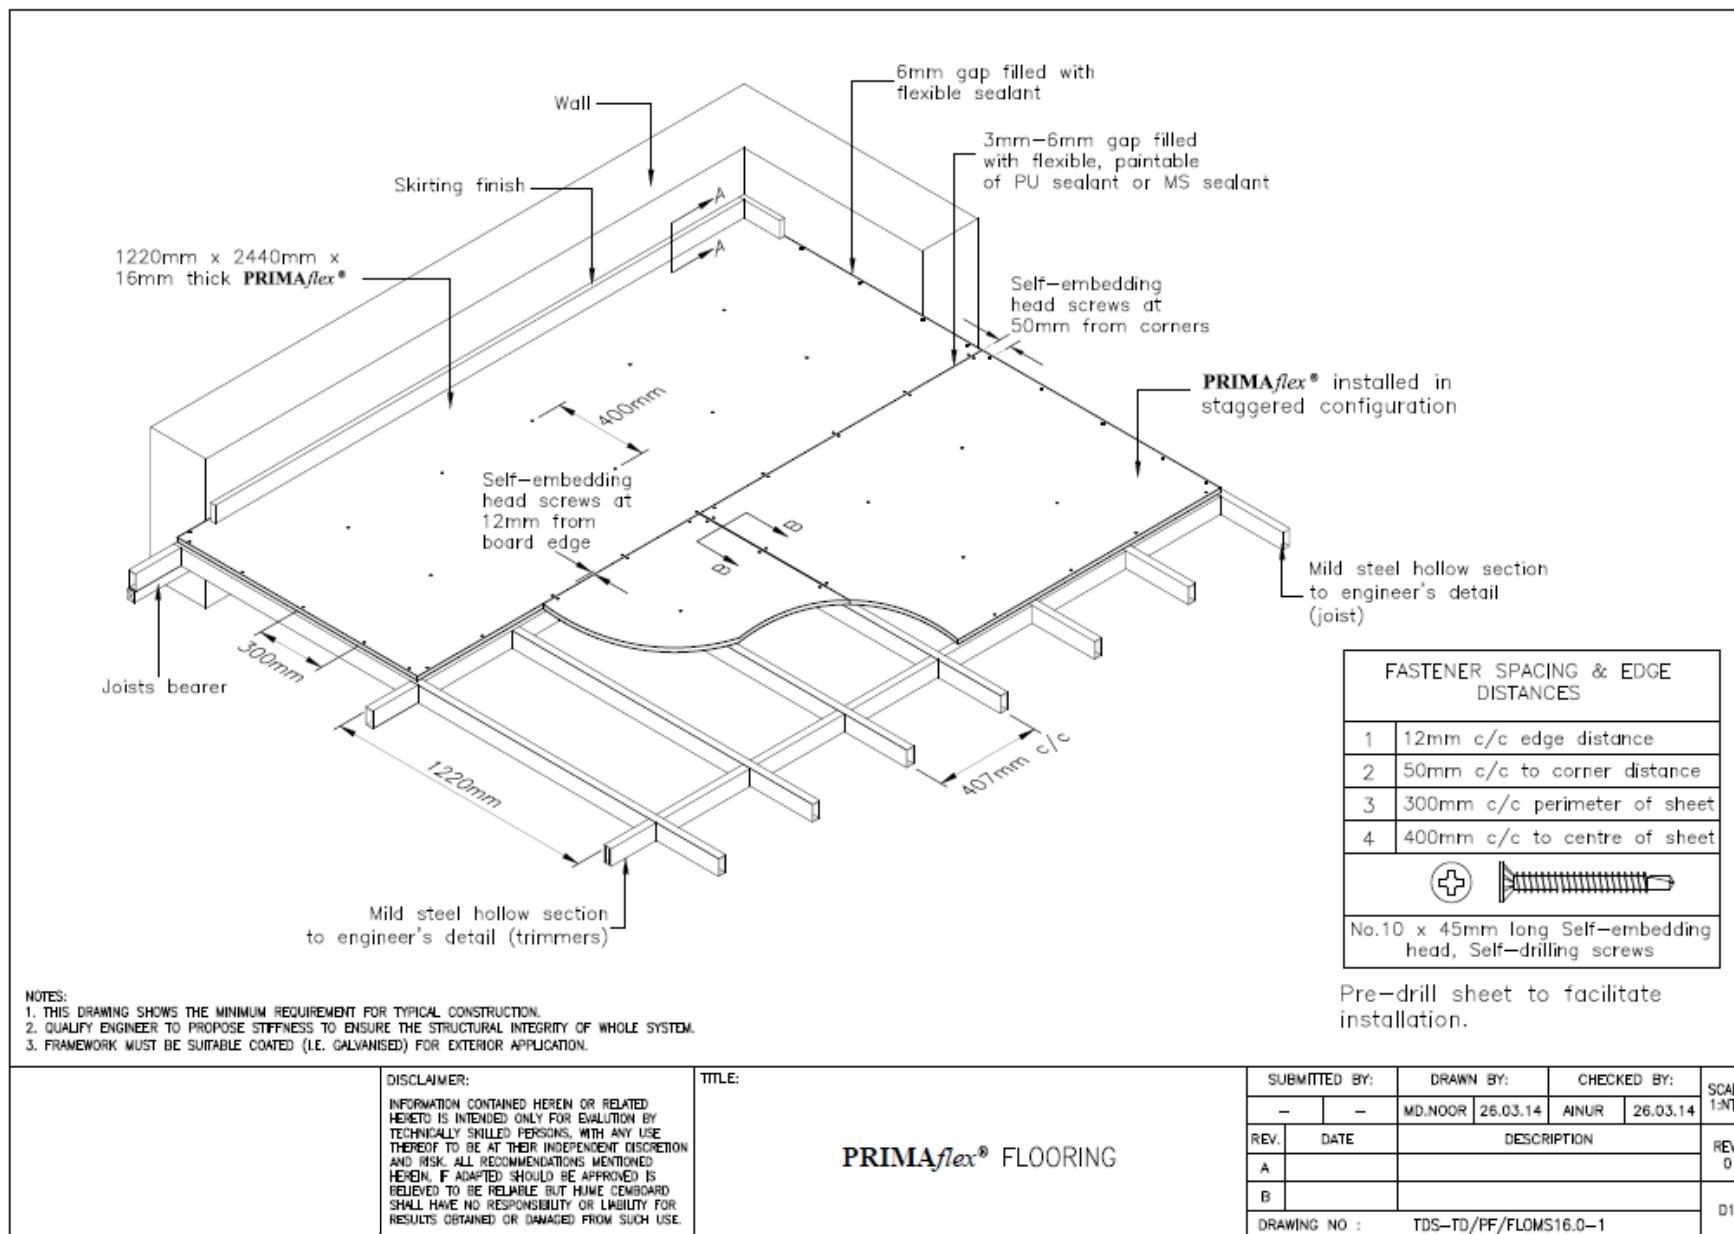 6mm gap filled with
flexible sealant
Wall
3mm-6mm gap filled
with flexible, paintable
of PU sealant or MS sealant
Skirting finish
A
A
1220mm x 2440mm x
16mm thick PRIMAflex®
Self-embedding
head screws at
50mm from corners
PRIMAflex® installed in
staggered configuration
400mm
Self-embedding
head screws at
12mm from
board edge
B
B
Mild steel hollow section
to engineer's detail
(joist)
300mm
Joists bearer
1220mm
407mm c/c
Mild steel hollow section
to engineer's detail (trimmers)
FASTENER SPACING & EDGE
DISTANCES
1 12mm c/c edge distance
2 50mm c/c to corner distance
3 300mm c/c perimeter of sheet
4 400mm c/c to centre of sheet
No.10 x 45mm long Self-embedding
head, Self-drilling screws
Pre-drill sheet to facilitate
installation.
NOTES:
1. THIS DRAWING SHOWS THE MINIMUM REQUIREMENT FOR TYPICAL CONSTRUCTION.
2. QUALIFY ENGINEER TO PROPOSE STIFFNESS TO ENSURE THE STRUCTURAL INTEGRITY OF WHOLE SYSTEM.
3. FRAMEWORK MUST BE SUITABLE COATED (I.E. GALVANISED) FOR EXTERIOR APPLICATION.
DISCLAIMER:
INFORMATION CONTAINED HEREIN OR RELATED
HERETO IS INTENDED ONLY FOR EVALUTION BY
TECHNICALLY SKILLED PERSONS, WITH ANY USE
THEREOF TO BE AT THEIR INDEPENDENT DISCRETION
AND RISK. ALL RECOMMENDATIONS MENTIONED
HEREIN, IF ADAPTED SHOULD BE APPROVED IS
BELIEVED TO BE RELIABLE BUT HUME CEMBOARD
SHALL HAVE NO RESPONSIBILITY OR LIABILITY FOR
RESULTS OBTAINED OR DAMAGED FROM SUCH USE.
TITLE:
PRIMAflex® FLOORING
SUBMITTED BY: DRAWN BY: CHECKED BY:
- - MD.NOOR 26.03.14 AINUR 26.03.14
REV. DATE DESCRIPTION
A
B
DRAWING NO : TDS-TD/PF/FLOMS16.0-1
REV
0